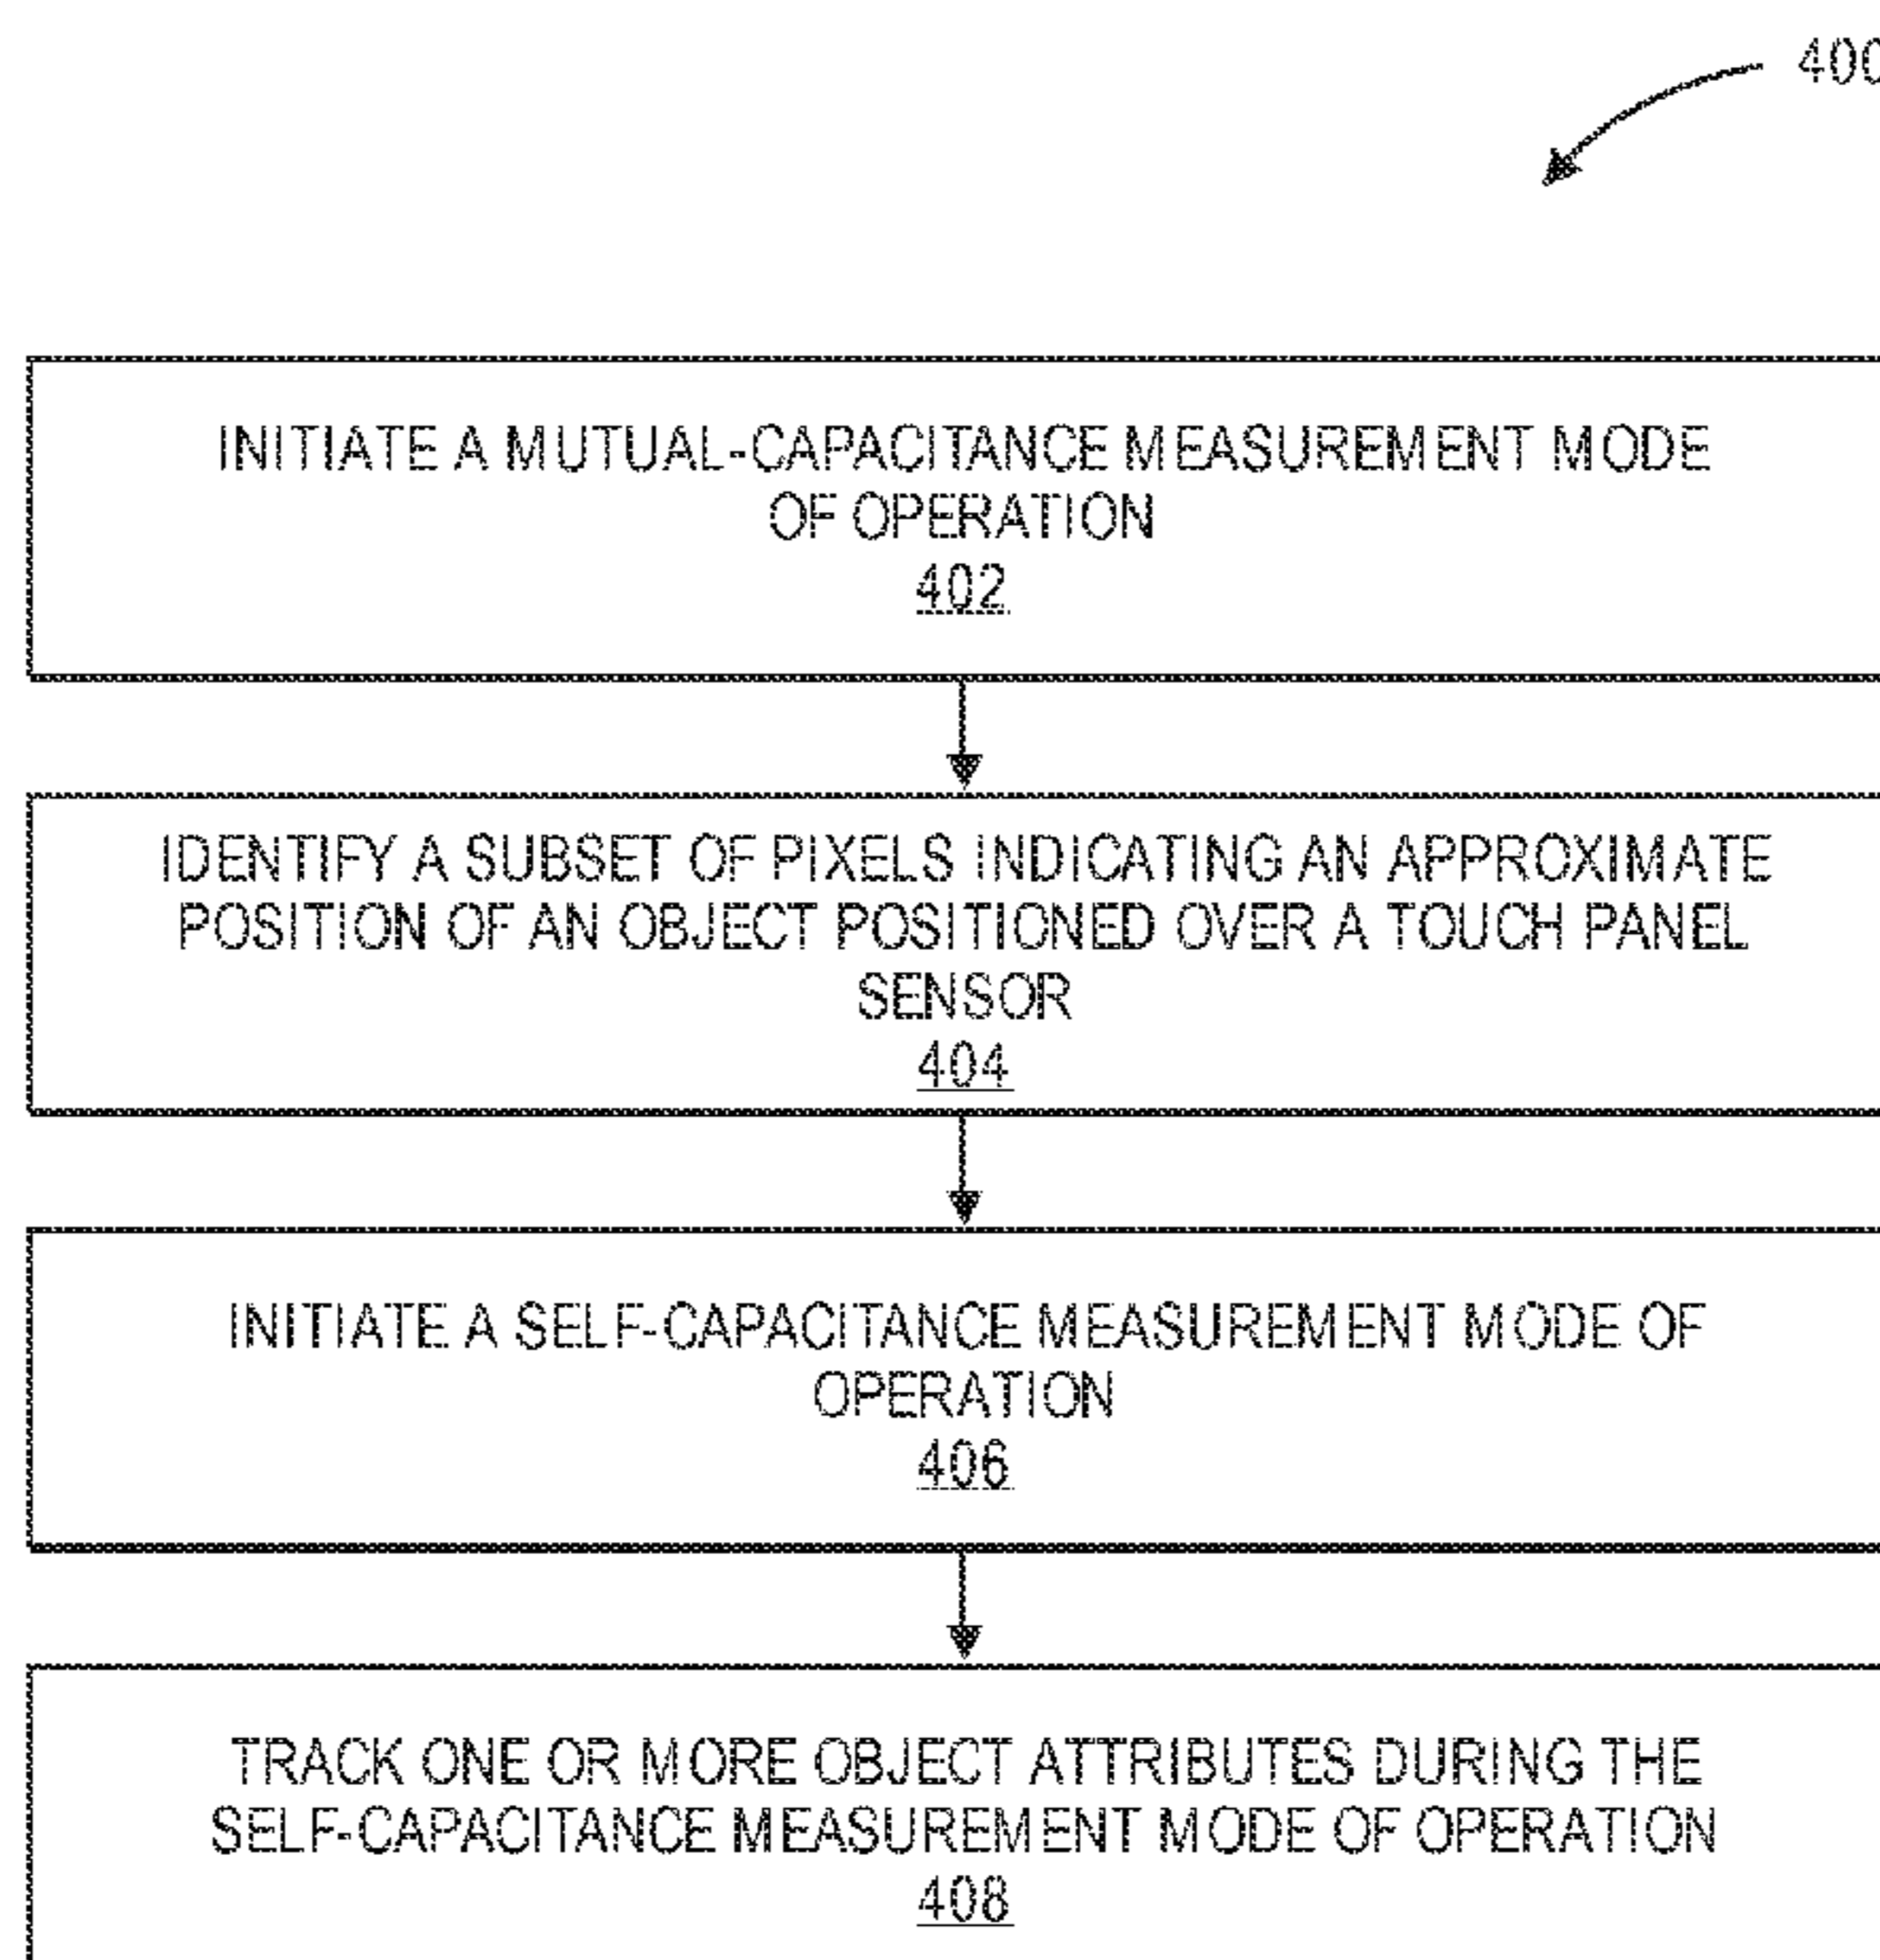 400
INITIATE A MUTUAL-CAPACITANCE MEASUREMENT MODE
OF OPERATION
402
IDENTIFY A SUBSET OF PIXELS INDICATING AN APPROXIMATE
POSITION OF AN OBJECT POSITIONED OVER A TOUCH PANEL
SENSOR
404
INITIATE A SELF-CAPACITANCE MEASUREMENT MODE OF
OPERATION
406
TRACK ONE OR MORE OBJECT ATTRIBUTES DURING THE
SELF-CAPACITANCE MEASUREMENT MODE OF OPERATION
408